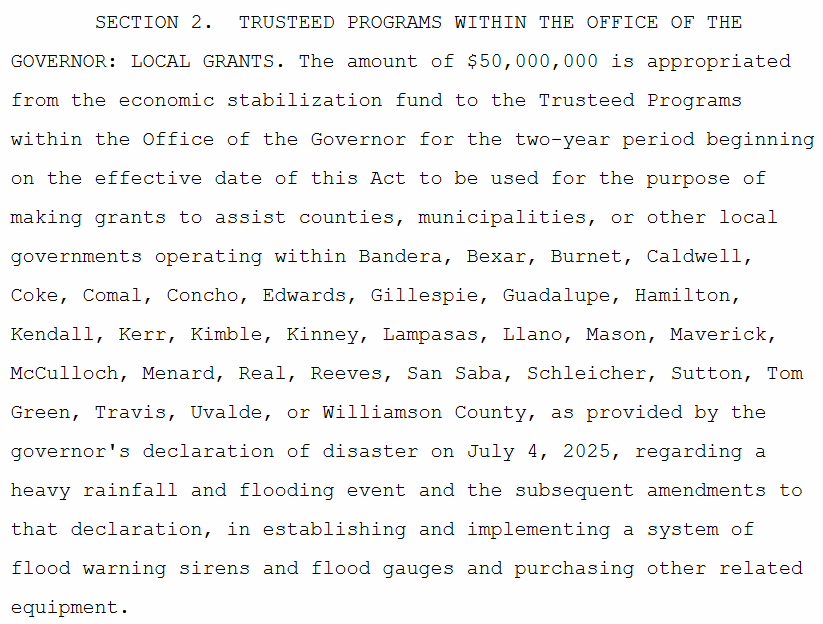 SECTION 2. TRUSTEED PROGRAMS WITHIN THE OFFICE OF THE
GOVERNOR: LOCAL GRANTS. The amount of $50,000,000 is appropriated
from the economic stabilization fund to the Trusteed Programs
within the Office of the Governor for the two-year period beginning
on the effective date of this Act to be used for the purpose of
making grants to assist counties, municipalities, or other local
governments operating within Bandera, Bexar, Burnet, Caldwell,
Coke, Comal, Concho, Edwards, Gillespie, Guadalupe, Hamilton,
Kendall, Kerr, Kimble, Kinney, Lampasas, Llano, Mason, Maverick,
McCulloch, Menard, Real, Reeves, San Saba, Schleicher, Sutton, Tom
Green, Travis, Uvalde, or Williamson County, as provided by the
governor's declaration of disaster on July 4, 2025, regarding a
heavy rainfall and flooding event and the subsequent amendments to
that declaration, in establishing and implementing a system of
flood warning sirens and flood gauges and purchasing other related
equipment.